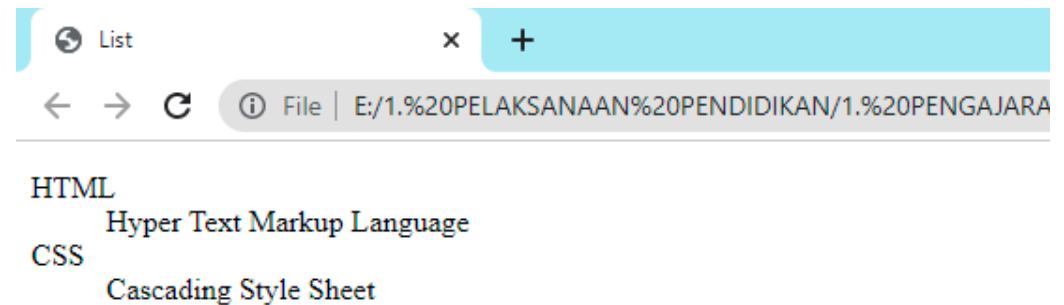 List
File E:/1.%20PELAKSANAAN%20PENDIDIKAN/1.%20PENGAJARA
HTML
Hyper Text Markup Language
CSS
Cascading Style Sheet